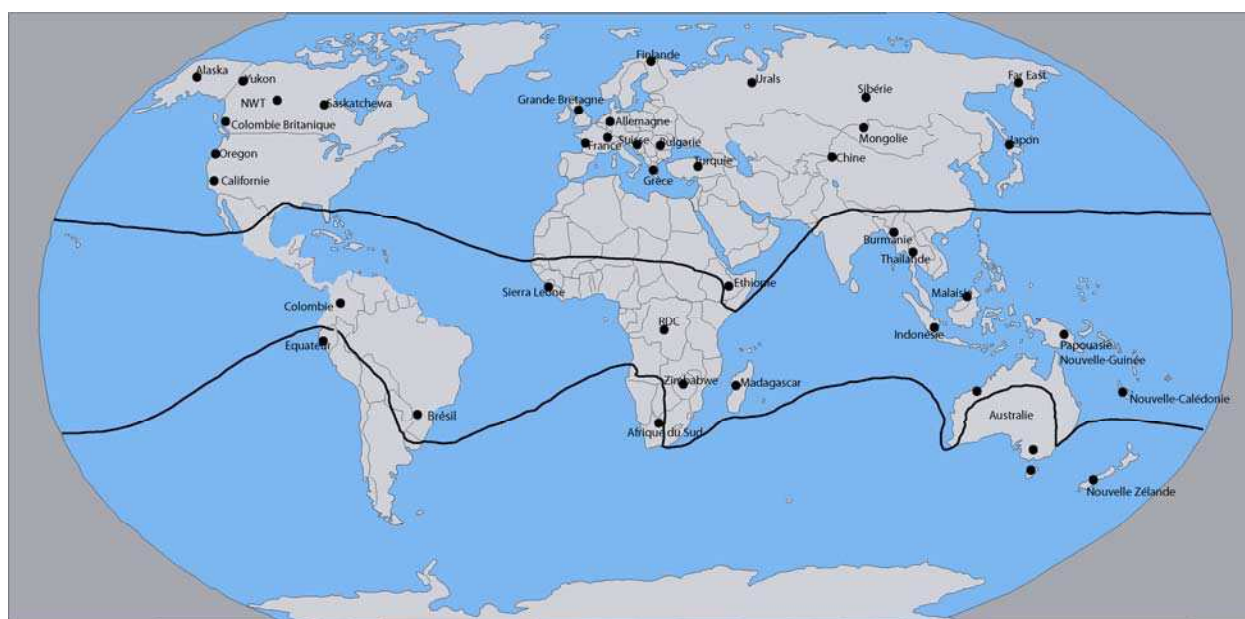 Finlande
Alaska
Yukon
Urals
Far East
NWT
Saskatchewa
Grande Bretagne
Sibérie
Colombie Britanique
Allemagne
Mongolie
Oregon
France
Suisse
Bulgarie
Japon
Turquie
Chine
Californie
Grèce
Burmanie
Thailande
Sierra Leone
Ethiopie
Colombie
Malaisie
RDC
Equateur
Indonésie
Papouasie
Nouvelle-Guinée
Zimbabwe
Madagascar
Nouvelle-Calédonie
Brésil
Australie
Afrique du Sud
Nouvelle Zélande